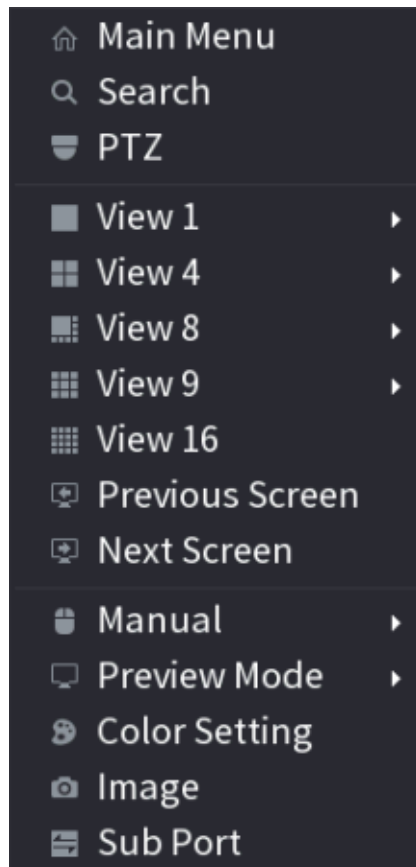 Main Menu
Search
PTZ
View 1
View 4
View 8
View 9
View 16
Previous Screen
Next Screen
Manual
Preview Mode
Color Setting
Image
Sub Port